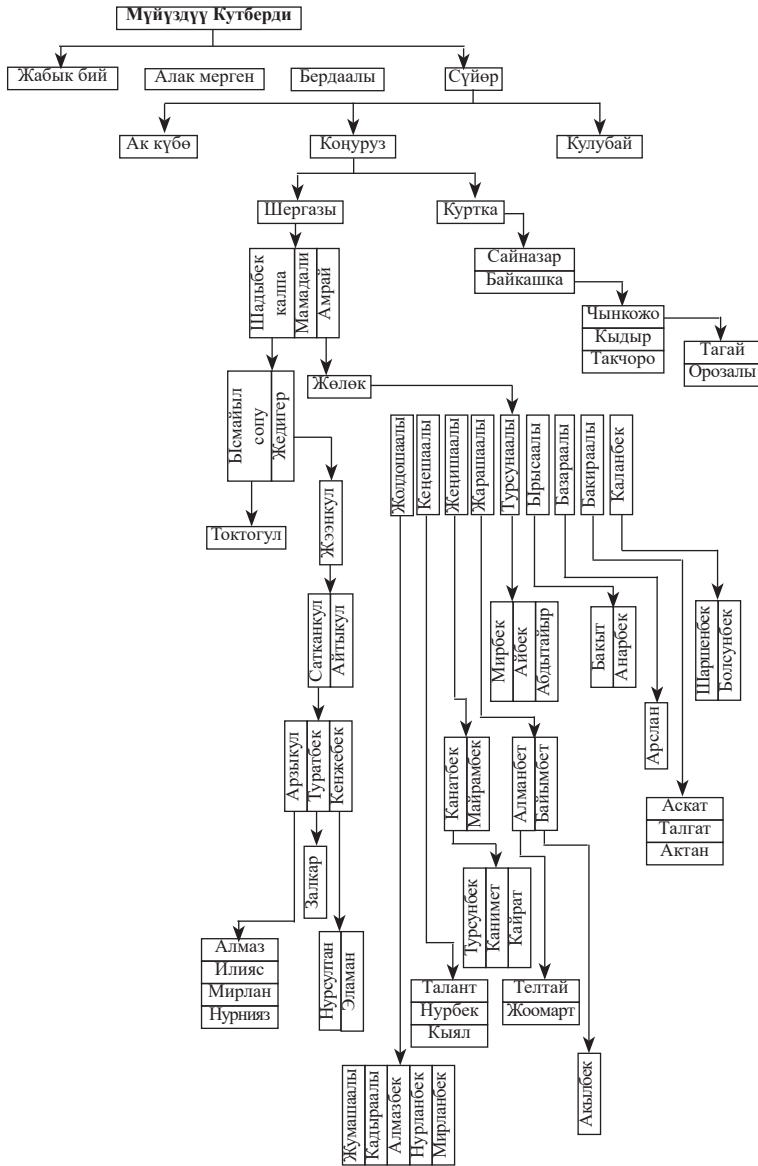 Мүйүздүү Кутберди
Жабык бий
Алак мерген
Бердаалы
Сүйөр
Ак күбө
Коңуруз
Кулубай
Шергазы
Куртка
Шадыбек
калпа
Мамадали
Амрай
Сайназар
Байкашка
Чынкожо
Кыдыр
Такчоро
Тагай
Орозалы
Ысмайыл
сопу
Жедигер
Жөлөк
Жолдошаалы
Кеңешаалы
Жеңишаалы
Жарашаалы
Турсунаалы
Ырысаалы
Базараалы
Бакираалы
Каланбек
Токтогул
Жээнкул
Сатканкул
Айтыкул
Мирбек
Айбек
Абдытайыр
Бакыт
Анарбек
Шаршенбек
Болсунбек
Арслан
Арзыкул
Туратбек
Кенжебек
Канатбек
Майрамбек
Алманбет
Байымбет
Аскат
Талгат
Актан
Залкар
Турсунбек
Канимет
Кайрат
Алмаз
Илияс
Мирлан
Нурнияз
Нурсултан
Эламан
Талант
Нурбек
Кыял
Телтай
Жоомарт
Акылбек
Жумашаалы
Кадыраалы
Алмазбек
Нурланбек
Мирланбек